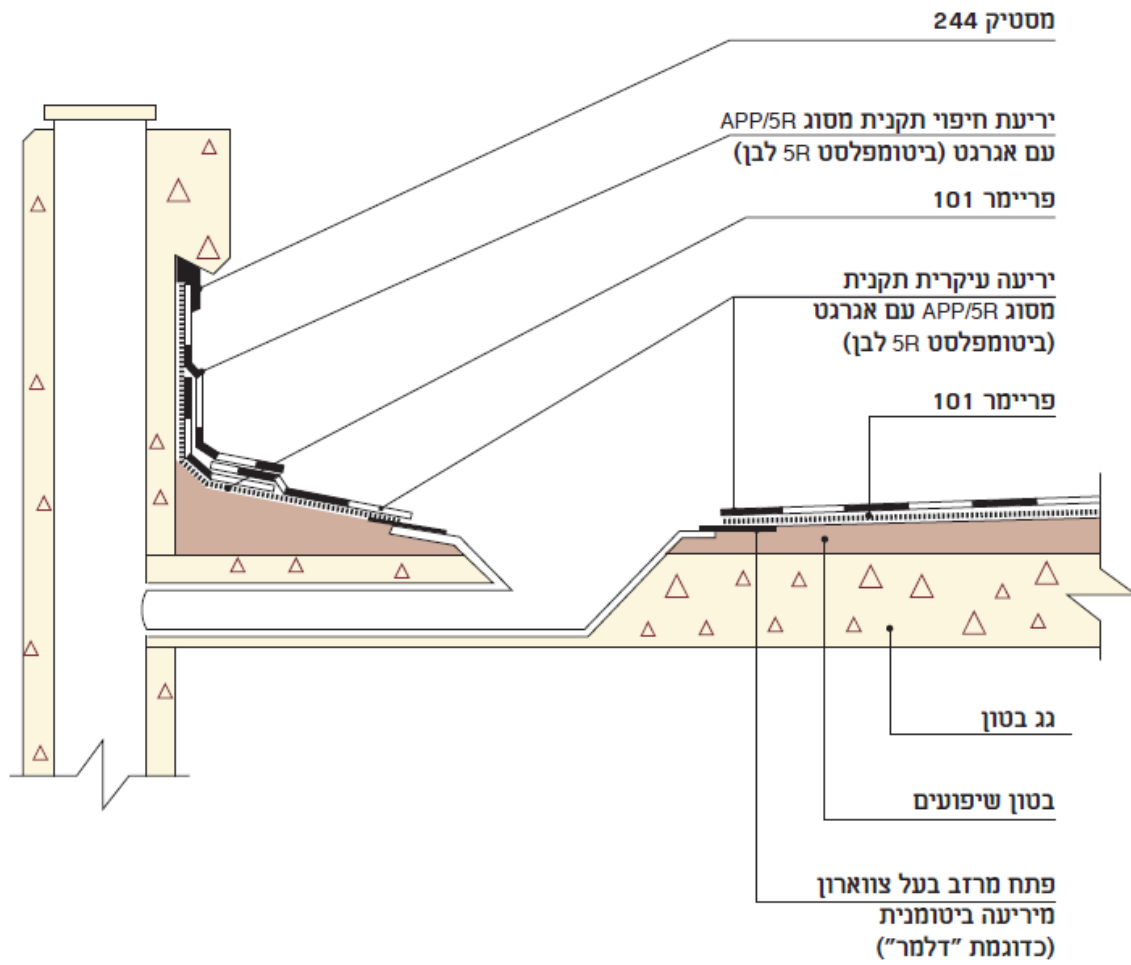 מסטיק 244
יריעת חיפוי תקנית מסוג APP/5R
עם אגרגט (ביטומפלסט 5R לבן)
פריימר 101
יריעה עיקרית תקנית
מסוג APP/5R עם אגרגט
(ביטומפלסט 5R לבן)
פריימר 101
גג בטון
בטון שיפועים
פתח מרזב בעל צווארון
מיריעה ביטומנית
(כדוגמת "דלמר")